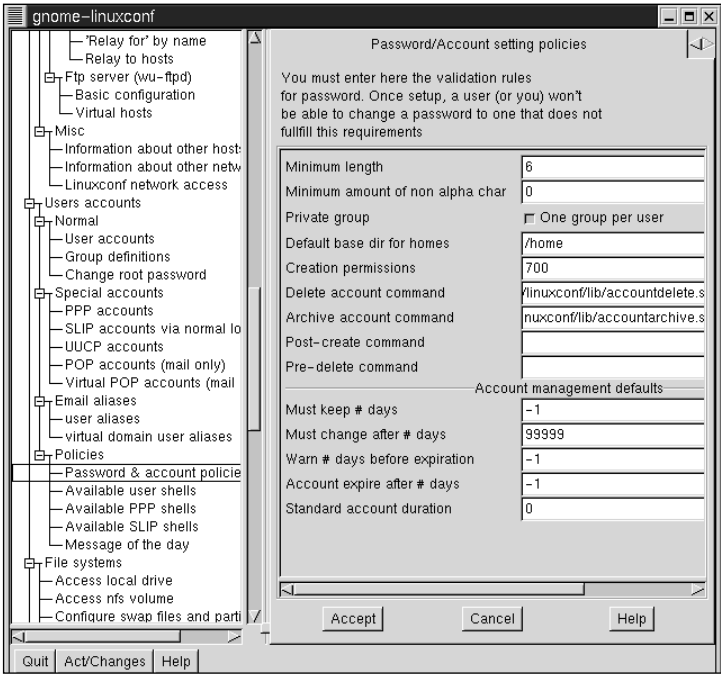 gnome-linuxconf
'Relay for' by name
Relay to hosts
Ftp server (wu-ftpd)
Basic configuration
Virtual hosts
Misc
Information about other hosts
Information about other netw
Linuxconf network access
Users accounts
Normal
User accounts
Group definitions
Change root password
Special accounts
PPP accounts
SLIP accounts via normal lo
UUCP accounts
POP accounts (mail only)
Virtual POP accounts (mail
Email aliases
user aliases
virtual domain user aliases
Policies
Password & account policie
Available user shells
Available PPP shells
Available SLIP shells
Message of the day
File systems
Access local drive
Access nfs volume
Configure swap files and parti
Quit Act/Changes Help
Password/Account setting policies
You must enter here the validation rules
for password. Once setup, a user (or you) won't
be able to change a password to one that does not
fullfill this requirements
Minimum length 6
Minimum amount of non alpha char 0
Private group One group per user
Default base dir for homes /home
Creation permissions 700
Delete account command /linuxconf/lib/accountdelete.s
Archive account command nuxconf/lib/accountarchive.s
Post-create command
Pre-delete command
Account management defaults
Must keep # days -1
Must change after # days 99999
Warn # days before expiration -1
Account expire after # days -1
Standard account duration 0
Accept Cancel Help